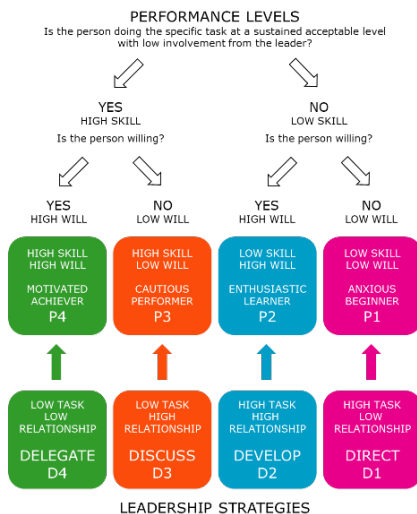 PERFORMANCE LEVELS
Is the person doing the specific task at a sustained acceptable level
with low involvement from the leader?
YES
HIGH SKILL
Is the person willing?
NO
LOW SKILL
Is the person willing?
YES
HIGH WILL
NO
LOW WILL
YES
HIGH WILL
NO
LOW WILL
HIGH SKILL
HIGH WILL
MOTIVATED
ACHIEVER
P4
HIGH SKILL
LOW WILL
CAUTIOUS
PERFORMER
P3
LOW SKILL
HIGH WILL
ENTHUSIASTIC
LEARNER
P2
LOW SKILL
LOW WILL
ANXIOUS
BEGINNER
P1
LOW TASK
LOW
RELATIONSHIP
DELEGATE
D4
LOW TASK
HIGH
RELATIONSHIP
DISCUSS
D3
HIGH TASK
HIGH
RELATIONSHIP
DEVELOP
D2
HIGH TASK
LOW
RELATIONSHIP
DIRECT
D1
LEADERSHIP STRATEGIES